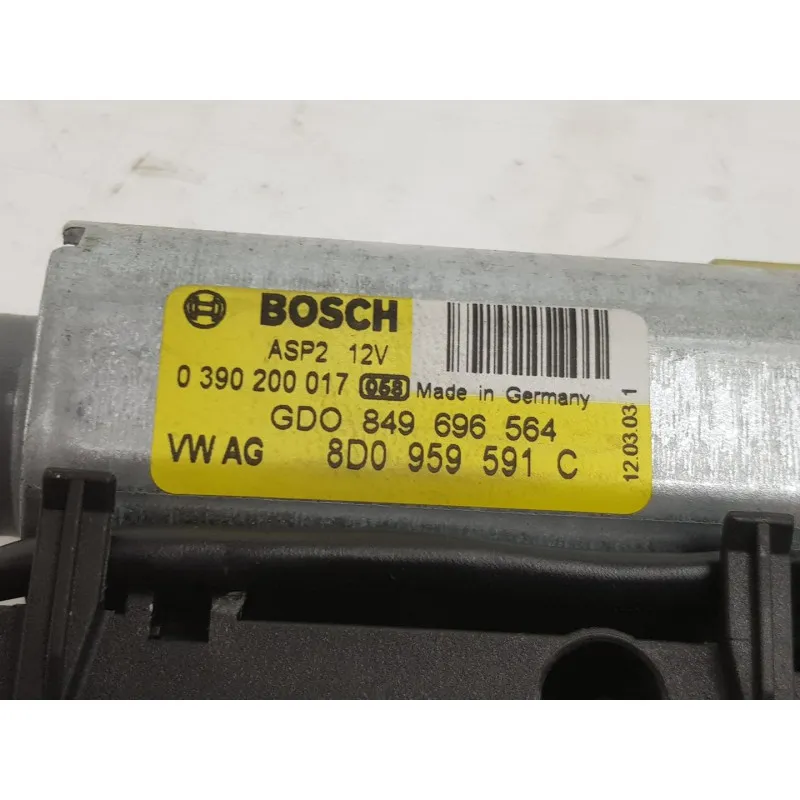 BOSCH
ASP2 12V
0 390 200 017 068 Made in Germany
GDO 849 696 564
VW AG 8D0 959 591 C
12.03.03 1